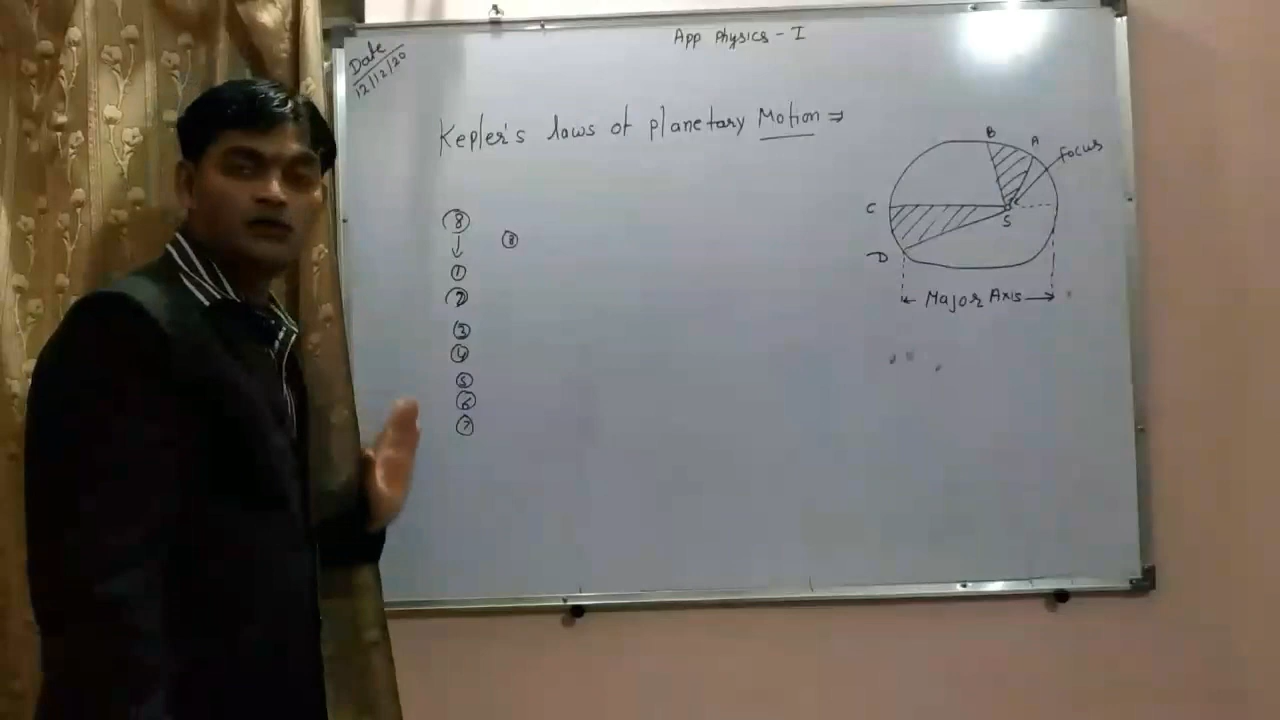 App Physics - I
Date
12/12/20
Kepler's laws of planetary Motion ⇒
B
A
focus
C
S
D
Major Axis
8
8
↓
1
2
3
4
5
6
7